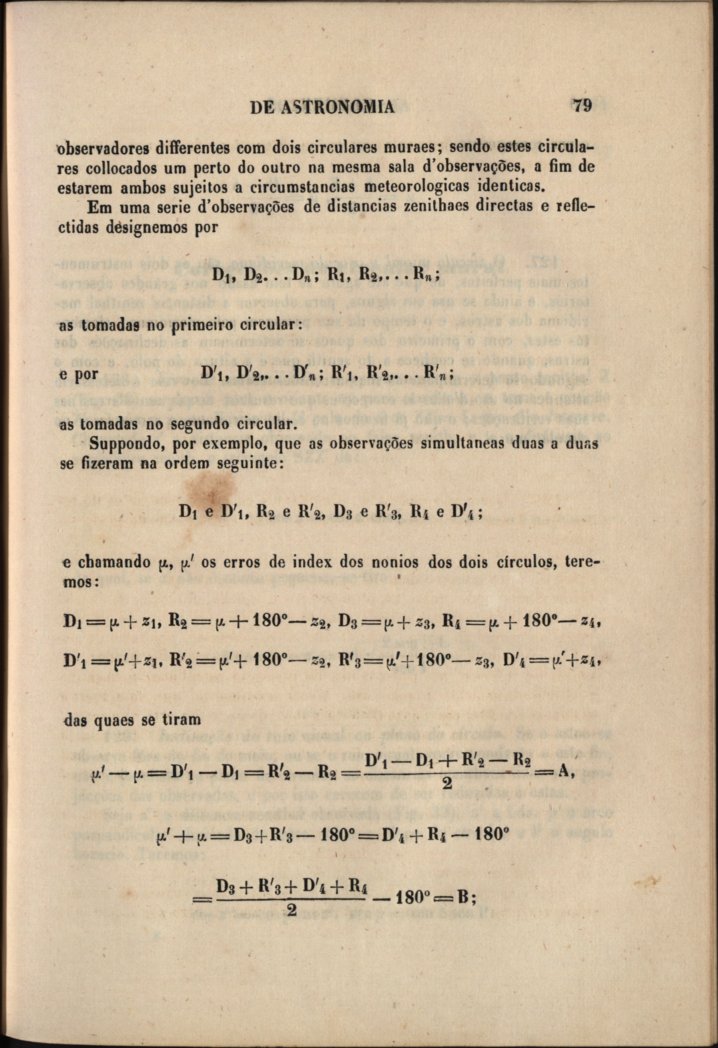 DE ASTRONOMIA 79
observadores differentes com dois circulares muraes; sendo estes circula-
res collocados um perto do outro na mesma sala d'observações, a fim de
estarem ambos sujeitos a circumstancias meteorologicas identicas.
Em uma serie d'observações de distancias zenithaes directas e refle-
ctidas designemos por
D₁, D₂...Dₙ; R₁, R₂,...Rₙ;
as tomadas no primeiro circular:
e por D'₁, D'₂,...D'ₙ; R'₁, R'₂,...R'ₙ;
as tomadas no segundo circular.
Suppondo, por exemplo, que as observações simultaneas duas a duas
se fizeram na ordem seguinte:
D₁ e D'₁, R₂ e R'₂, D₃ e R'₃, R₄ e D'₄;
e chamando μ, μ' os erros de index dos nonios dos dois círculos, tere-
mos:
D₁ = μ + z₁, R₂ = μ + 180° — z₂, D₃ = μ + z₃, R₄ = μ + 180° — z₄,
D'₁ = μ' + z₁, R'₂ = μ' + 180° — z₂, R'₃ = μ' + 180° — z₃, D'₄ = μ' + z₄,
das quaes se tiram
μ' — μ = D'₁ — D₁ = R'₂ — R₂ = (D'₁ — D₁ + R'₂ — R₂)/2 = A,
μ' + μ = D₃ + R'₃ — 180° = D'₄ + R₄ — 180°
= (D₃ + R'₃ + D'₄ + R₄)/2 — 180° = B;